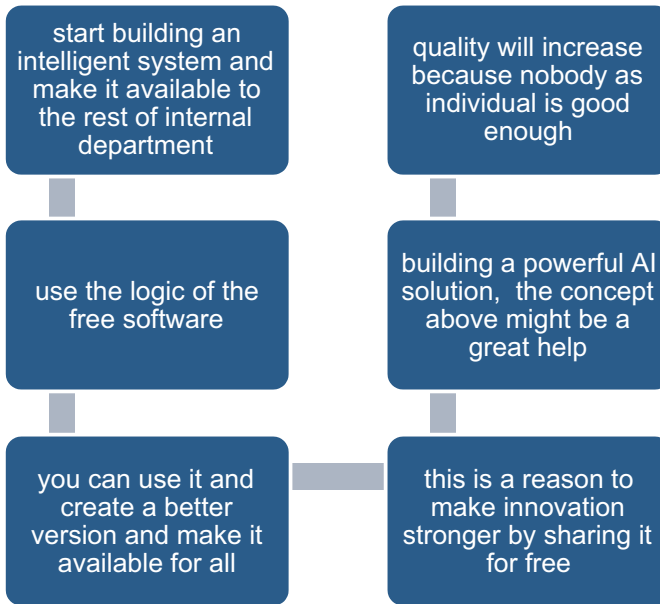 start building an
intelligent system and
make it available to
the rest of internal
department
use the logic of the
free software
you can use it and
create a better
version and make it
available for all
this is a reason to
make innovation
stronger by sharing it
for free
building a powerful AI
solution, the concept
above might be a
great help
quality will increase
because nobody as
individual is good
enough